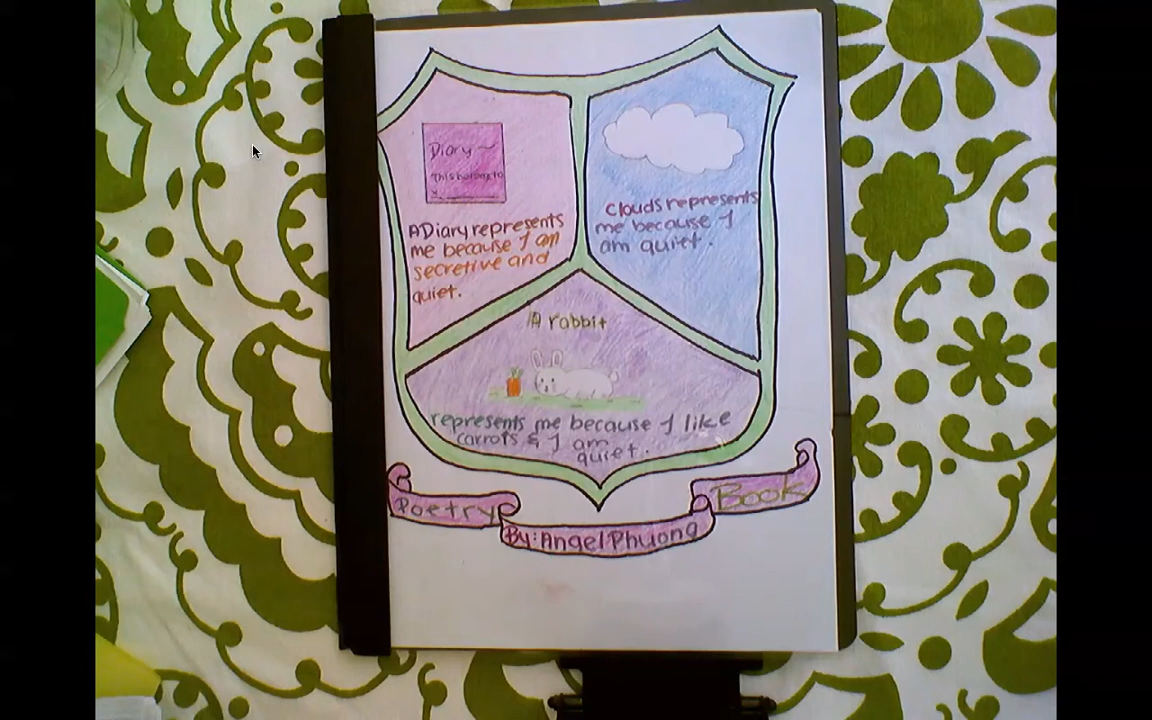 Diary ~
This belongs to
A Diary represents
me because I am
secretive and
quiet.
Clouds represents
me because I
am quiet.
A rabbit
represents me because I like
carrots & I am
quiet.
Poetry
Book
By: Angel Phuong